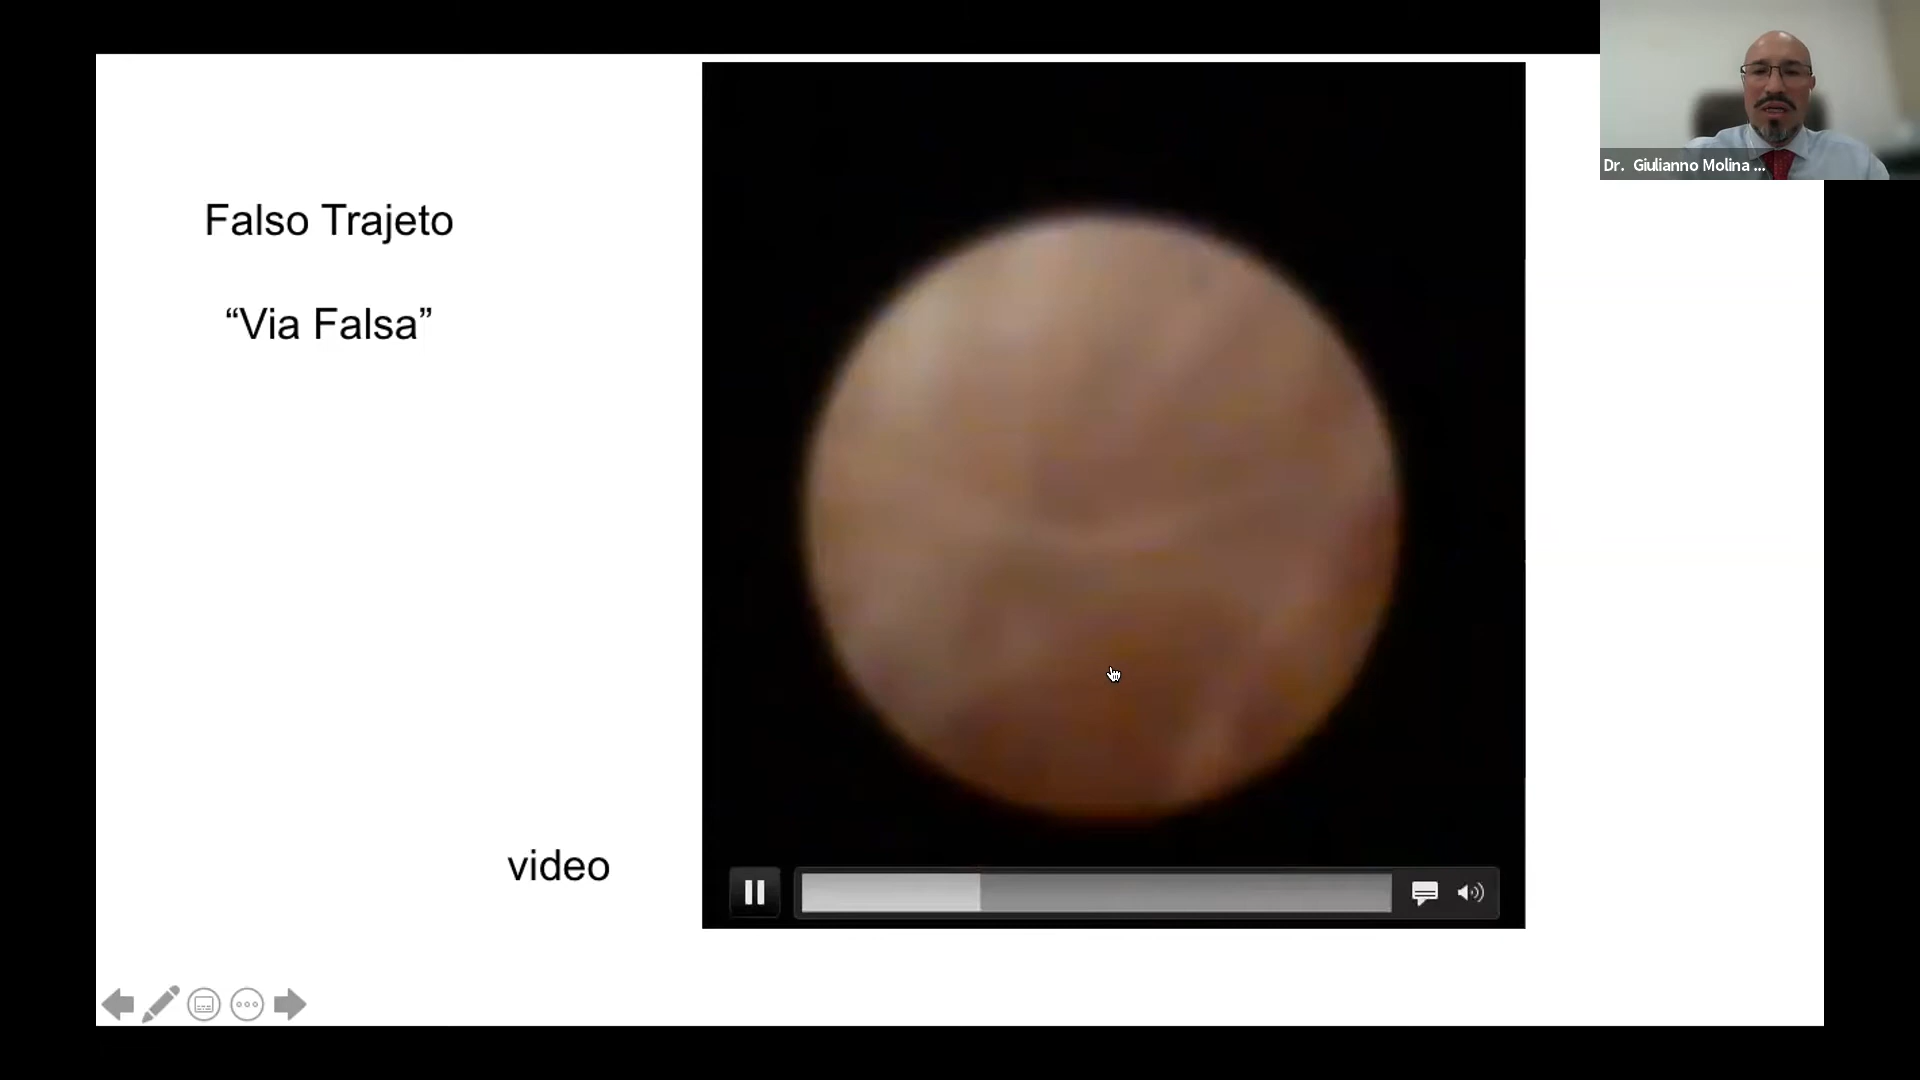 Falso Trajeto
“Via Falsa”
video
Dr. Giulianno Molina ...